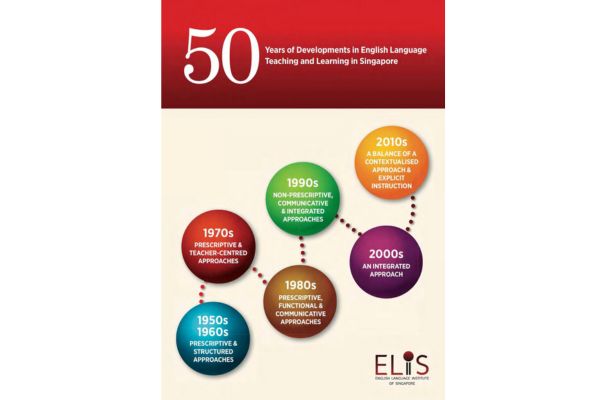 50 Years of Developments in English Language
Teaching and Learning in Singapore
2010s
A BALANCE OF A
CONTEXTUALISED
APPROACH &
EXPLICIT
INSTRUCTION
1990s
NON-PRESCRIPTIVE,
COMMUNICATIVE
& INTEGRATED
APPROACHES
1970s
PRESCRIPTIVE &
TEACHER-CENTRED
APPROACHES
2000s
AN INTEGRATED
APPROACH
1980s
PRESCRIPTIVE,
FUNCTIONAL &
COMMUNICATIVE
APPROACHES
1950s
1960s
PRESCRIPTIVE &
STRUCTURED
APPROACHES
ELIS
ENGLISH LANGUAGE INSTITUTE
OF SINGAPORE